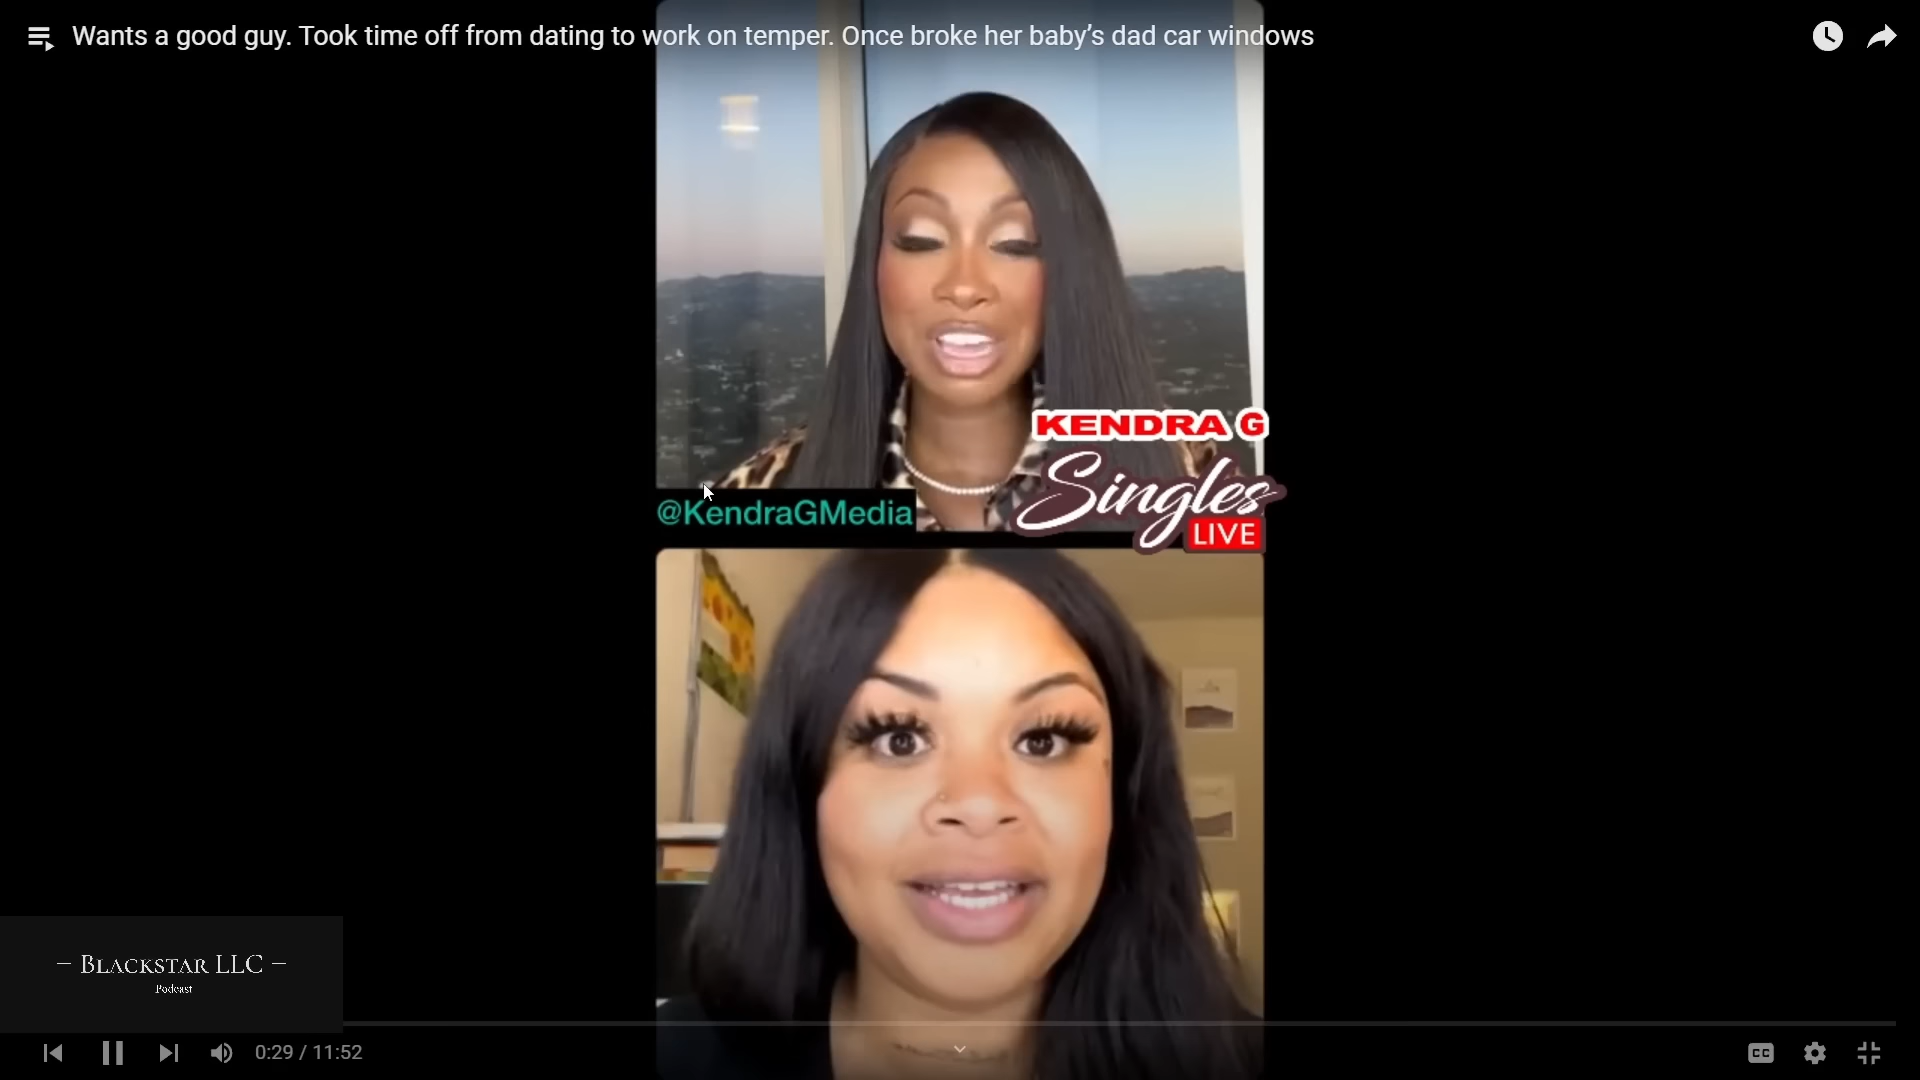 Wants a good guy. Took time off from dating to work on temper. Once broke her baby’s dad car windows
KENDRA G
Singles
LIVE
@KendraGMedia
– BLACKSTAR LLC –
Podcast
0:29 / 11:52
CC